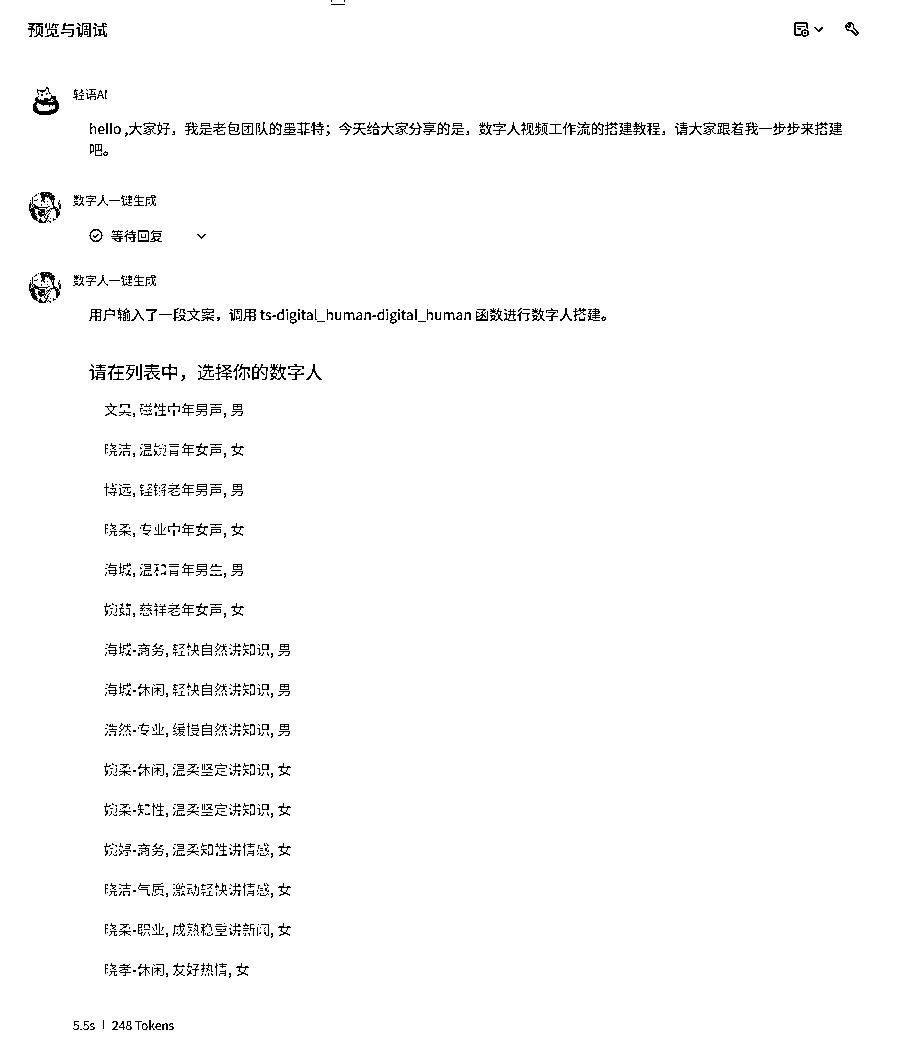 预览与调试
轻语AI
hello ,大家好，我是老包团队的墨菲特；今天给大家分享的是，数字人视频工作流的搭建教程，请大家跟着我一步步来搭建
吧。
数字人一键生成
等待回复
数字人一键生成
用户输入了一段文案，调用 ts-digital_human-digital_human 函数进行数字人搭建。
请在列表中，选择你的数字人
文昊, 磁性中年男声, 男
晓洁, 温婉青年女声, 女
博远, 铿锵老年男声, 男
晓柔, 专业中年女声, 女
海城, 温和青年男生, 男
婉茹, 慈祥老年女声, 女
海城-商务, 轻快自然讲知识, 男
海城-休闲, 轻快自然讲知识, 男
浩然-专业, 缓慢自然讲知识, 男
婉柔-休闲, 温柔坚定讲知识, 女
婉柔-知性, 温柔坚定讲知识, 女
婉婷-商务, 温柔知性讲情感, 女
晓洁-气质, 激动轻快讲情感, 女
晓柔-职业, 成熟稳重讲新闻, 女
晓孝-休闲, 友好热情, 女
5.5s | 248 Tokens